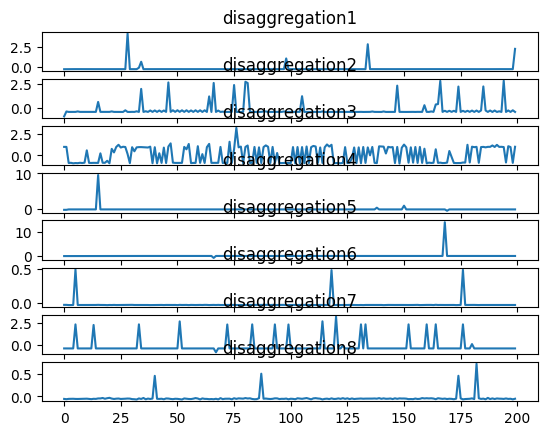 disaggregation1
2.5
0.0
disaggregation2
2.5
0.0
disaggregation3
2.5
0.0
disaggregation4
10
0
disaggregation5
10
0
disaggregation6
0.5
0.0
disaggregation7
2.5
0.0
disaggregation8
0.5
0.0
0 25 50 75 100 125 150 175 200